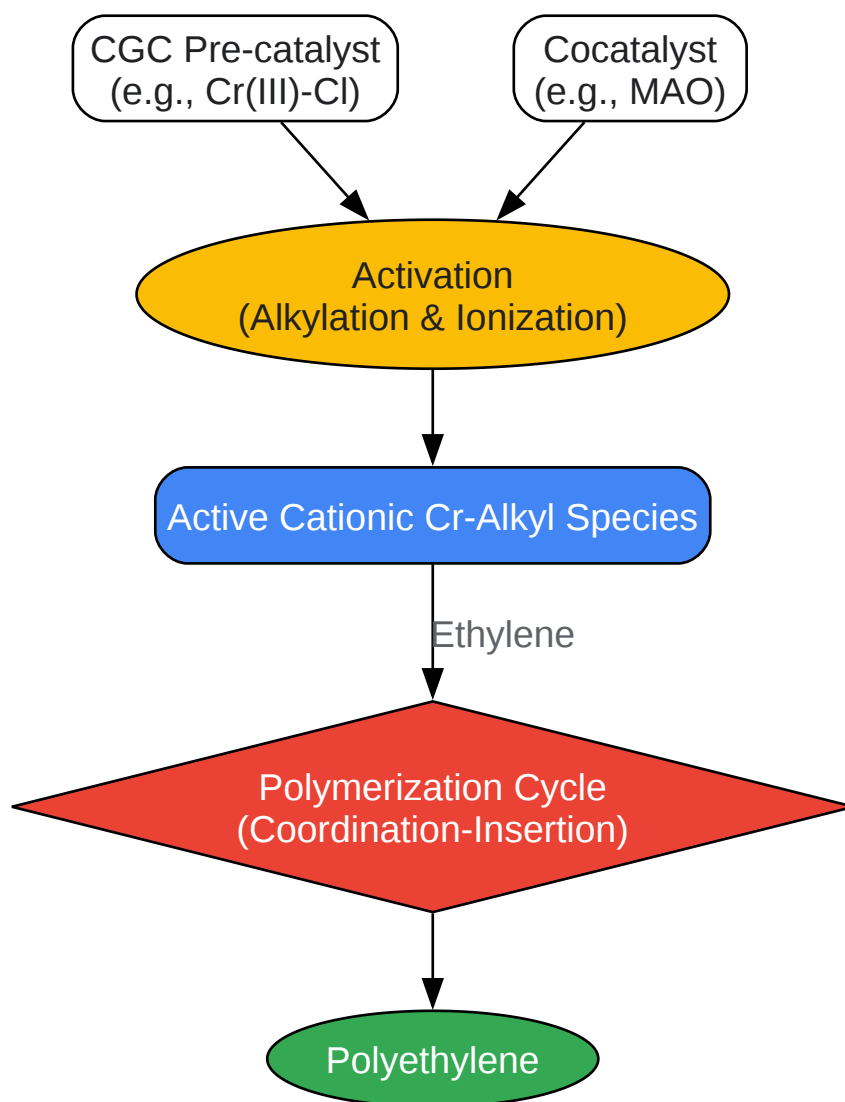 CGC Pre-catalyst
(e.g., Cr(III)-Cl)
Cocatalyst
(e.g., MAO)
Activation
(Alkylation & Ionization)
Active Cationic Cr-Alkyl Species
Ethylene
Polymerization Cycle
(Coordination-Insertion)
Polyethylene